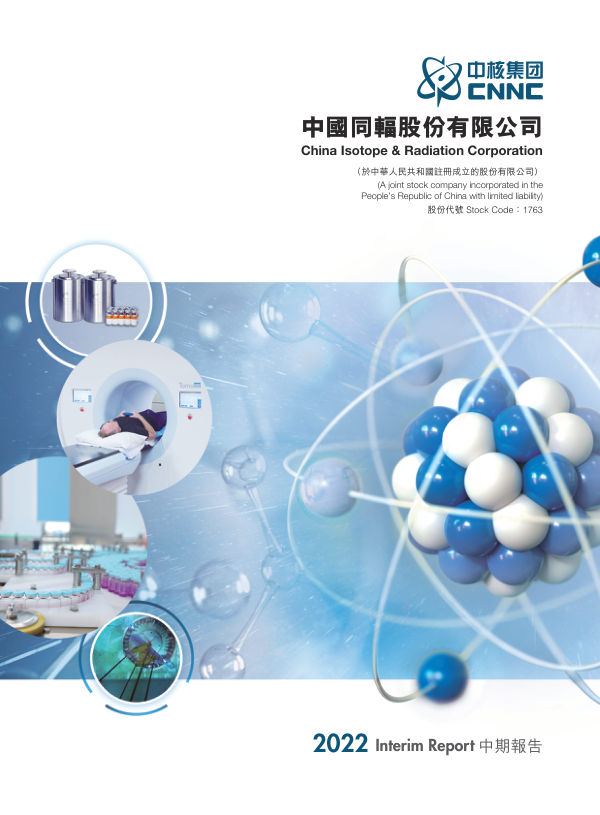 中核集团
CNNC
中國同輻股份有限公司
China Isotope & Radiation Corporation
（於中華人民共和國註冊成立的股份有限公司）
(A joint stock company incorporated in the
People's Republic of China with limited liability)
股份代號 Stock Code：1763
2022 Interim Report 中期報告